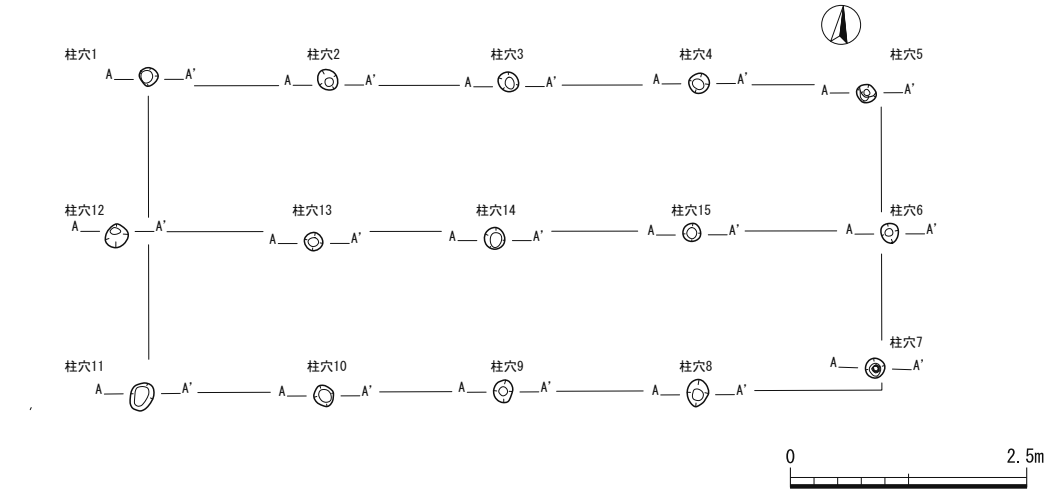 柱穴1
柱穴2
柱穴3
柱穴4
柱穴5
A A'
A A'
A A'
A A'
A A'
柱穴12
柱穴13
柱穴14
柱穴15
柱穴6
A A'
A A'
A A'
A A'
A A'
柱穴11
柱穴10
柱穴9
柱穴8
柱穴7
A A'
A A'
A A'
A A'
A A'
0 2.5m